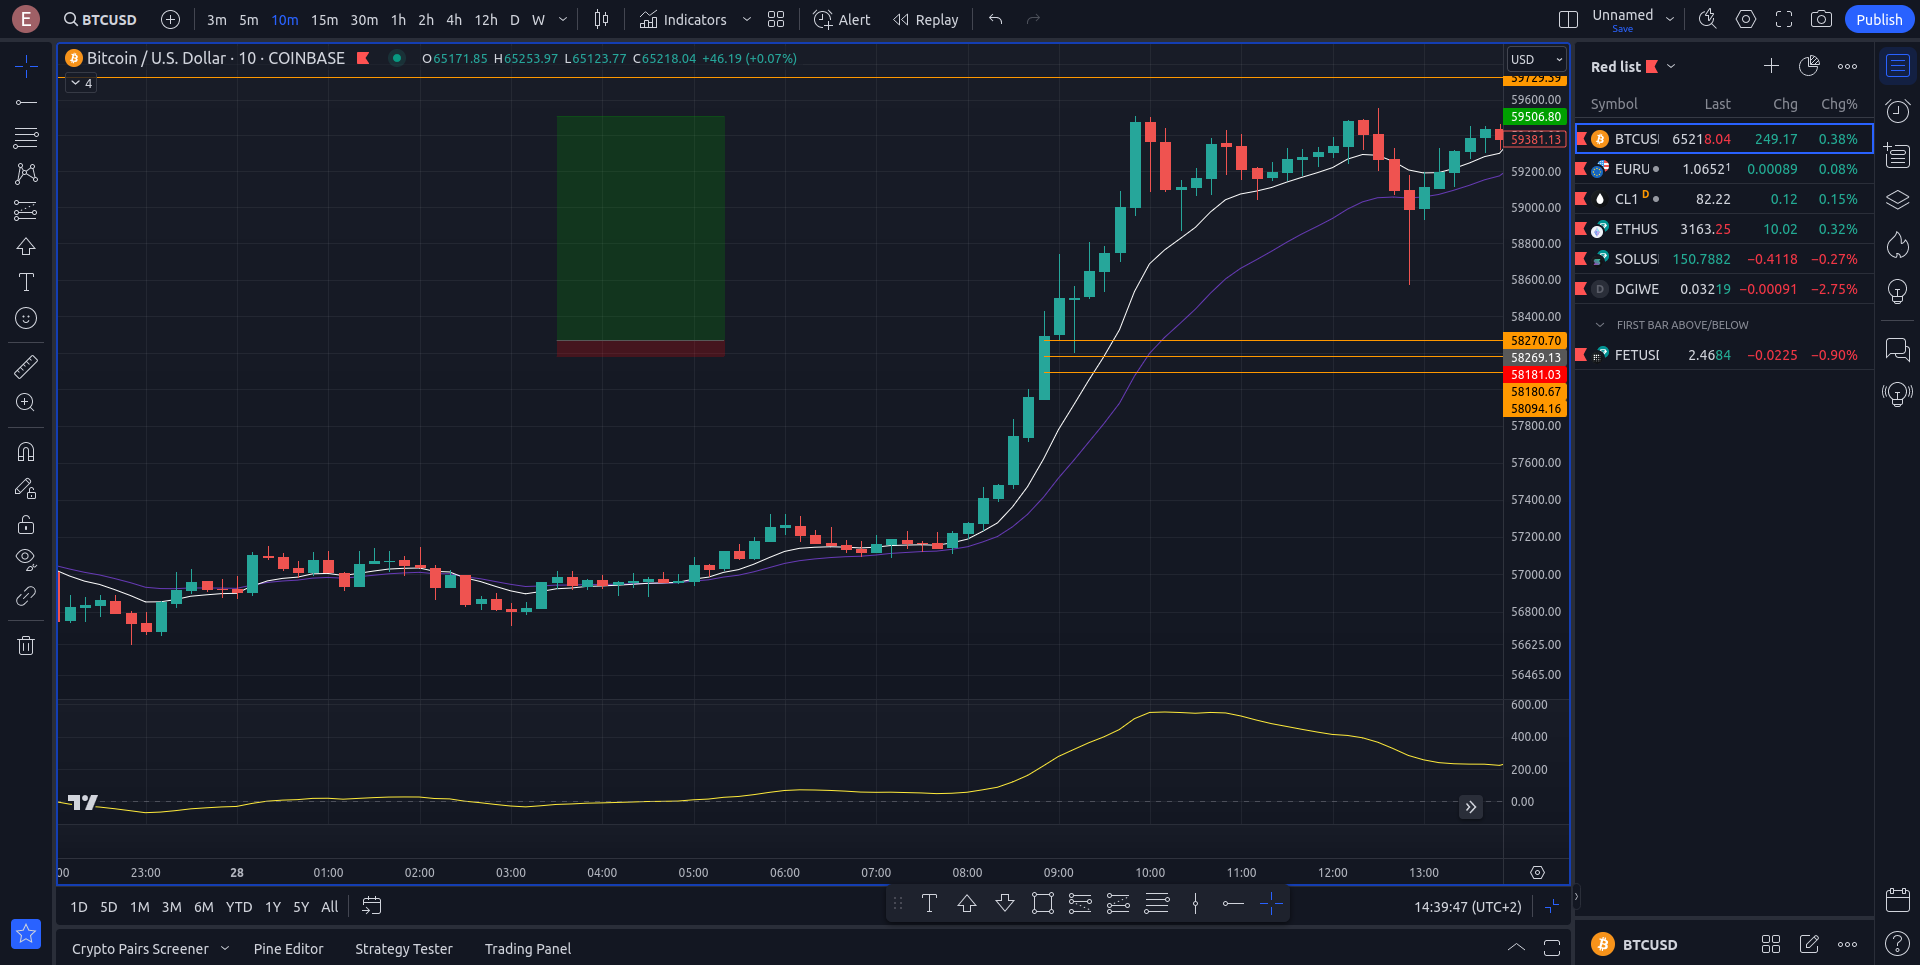 E BTCUSD 3m 5m 10m 15m 30m 1h 2h 4h 12h D W Indicators Alert Replay Unnamed Save Publish
Bitcoin / U.S. Dollar · 10 · COINBASE O65171.85 H65253.97 L65123.77 C65218.04 +46.19 (+0.07%)
4
USD
59729.59
59600.00
59506.80
59381.13
59200.00
59000.00
58800.00
58600.00
58400.00
58270.70
58269.13
58181.03
58180.67
58094.16
57800.00
57600.00
57400.00
57200.00
57000.00
56800.00
56625.00
56465.00
600.00
400.00
200.00
0.00
:00 23:00 28 01:00 02:00 03:00 04:00 05:00 06:00 07:00 08:00 09:00 10:00 11:00 12:00 13:00
1D 5D 1M 3M 6M YTD 1Y 5Y All
T
14:39:47 (UTC+2)
Crypto Pairs Screener Pine Editor Strategy Tester Trading Panel
Red list
Symbol Last Chg Chg%
BTCUSI 65218.04 249.17 0.38%
EURU 1.06521 0.00089 0.08%
CL1 D 82.22 0.12 0.15%
ETHUS 3163.25 10.02 0.32%
SOLUSI 150.7882 −0.4118 −0.27%
D DGIWE 0.03219 −0.00091 −2.75%
FIRST BAR ABOVE/BELOW
FETUSI 2.4684 −0.0225 −0.90%
BTCUSD